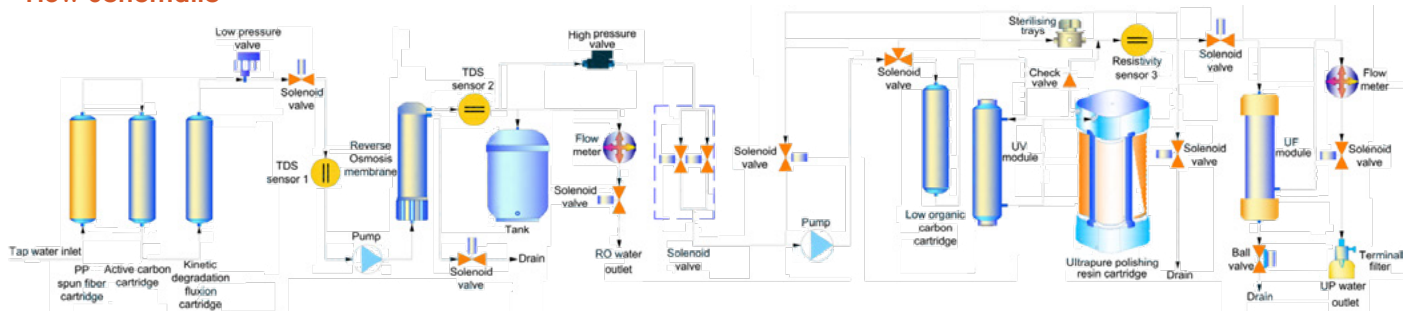 Flow schematic
Low pressure
valve
Solenoid
valve
TDS
sensor 1
Reverse
Osmosis
membrane
TDS
sensor 2
High pressure
valve
Flow
meter
Solenoid
valve
Tank
RO water
outlet
Pump
Solenoid
valve
Drain
Tap water inlet
PP
spun fiber
cartridge
Active carbon
cartridge
Kinetic
degradation
fluxion cartridge
Solenoid
valve
Solenoid
valve
Pump
Solenoid
valve
Low organic
carbon
cartridge
UV
module
Sterilising
trays
Check
valve
Resistivity
sensor 3
Ultrapure polishing
resin cartridge
Solenoid
valve
Drain
Solenoid
valve
UF
module
Ball
valve
Drain
Flow
meter
Solenoid
valve
Terminall
filter
UP water
outlet